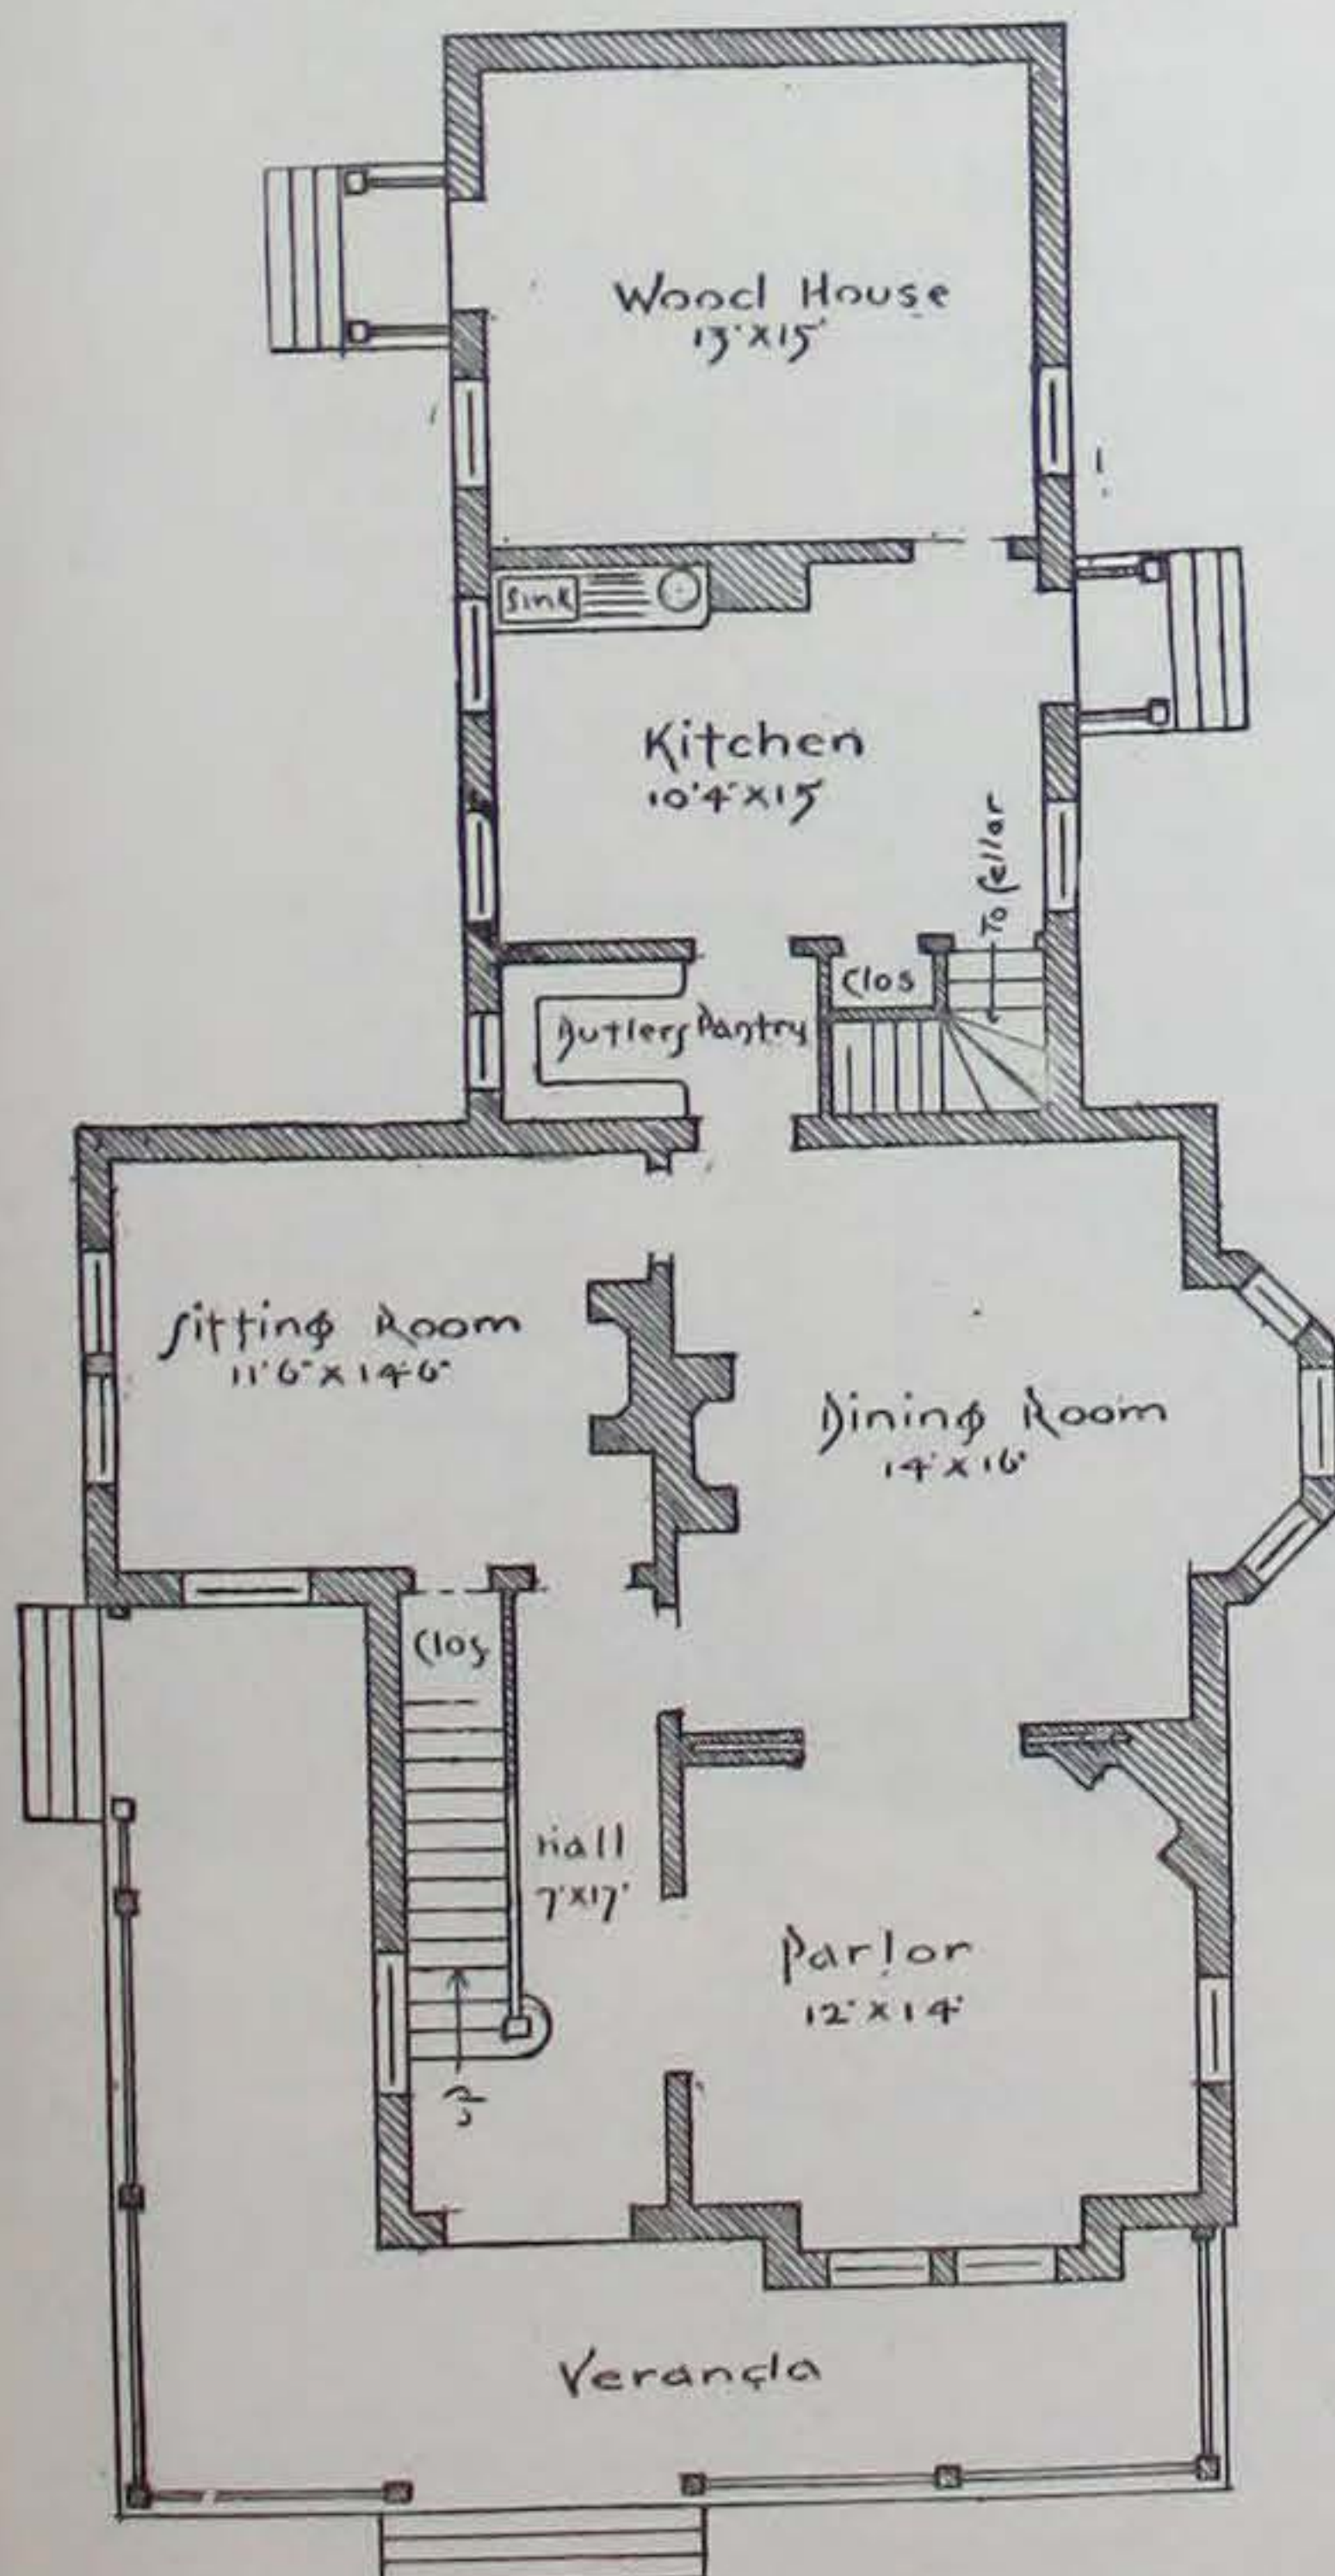 Wood House
13'X15'
Sink
Kitchen
10'4"X15
To Cellar
Clos
Butlers Pantry
Sitting Room
11'6"X14'6"
Dining Room
14'X16'
Clos
Hall
7'X17'
Parlor
12'X14'
Up
Veranda